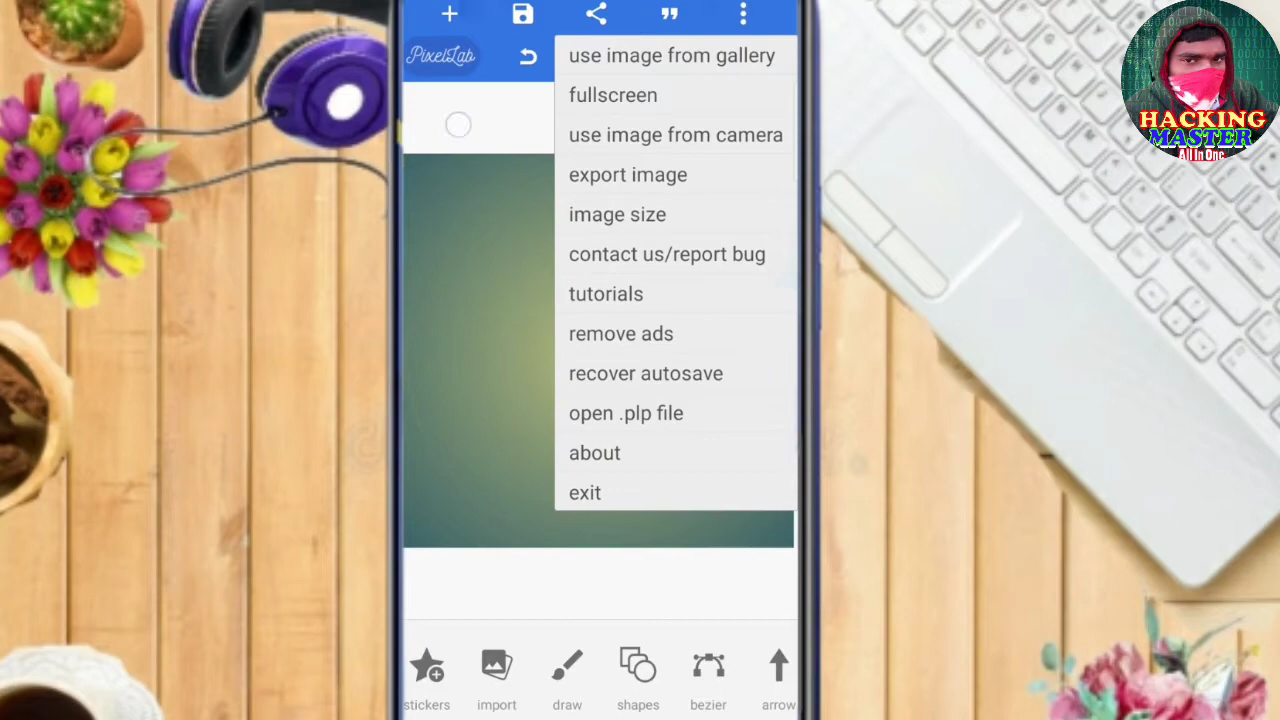 PixelLab
use image from gallery
fullscreen
use image from camera
export image
image size
contact us/report bug
tutorials
remove ads
recover autosave
open .plp file
about
exit
stickers
import
draw
shapes
bezier
arrow
HACKING
MASTER
All In One